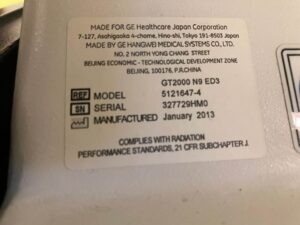 MADE FOR GE Healthcare Japan Corporation
7-127, Asahigaoka 4-chome, Hino-shi, Tokyo 191-8503 JAPAN
MADE BY GE HANGWEI MEDICAL SYSTEMS CO., LTD.
NO. 2 NORTH YONG CHANG STREET
BEIJING ECONOMIC - TECHNOLOGICAL DEVELOPMENT ZONE
BEIJING, 100176, P.R.CHINA
GT2000 N9 ED3
REF MODEL 5121647-4
SN SERIAL 327729HM0
MANUFACTURED January 2013
COMPLIES WITH RADIATION
PERFORMANCE STANDARDS, 21 CFR SUBCHAPTER J.